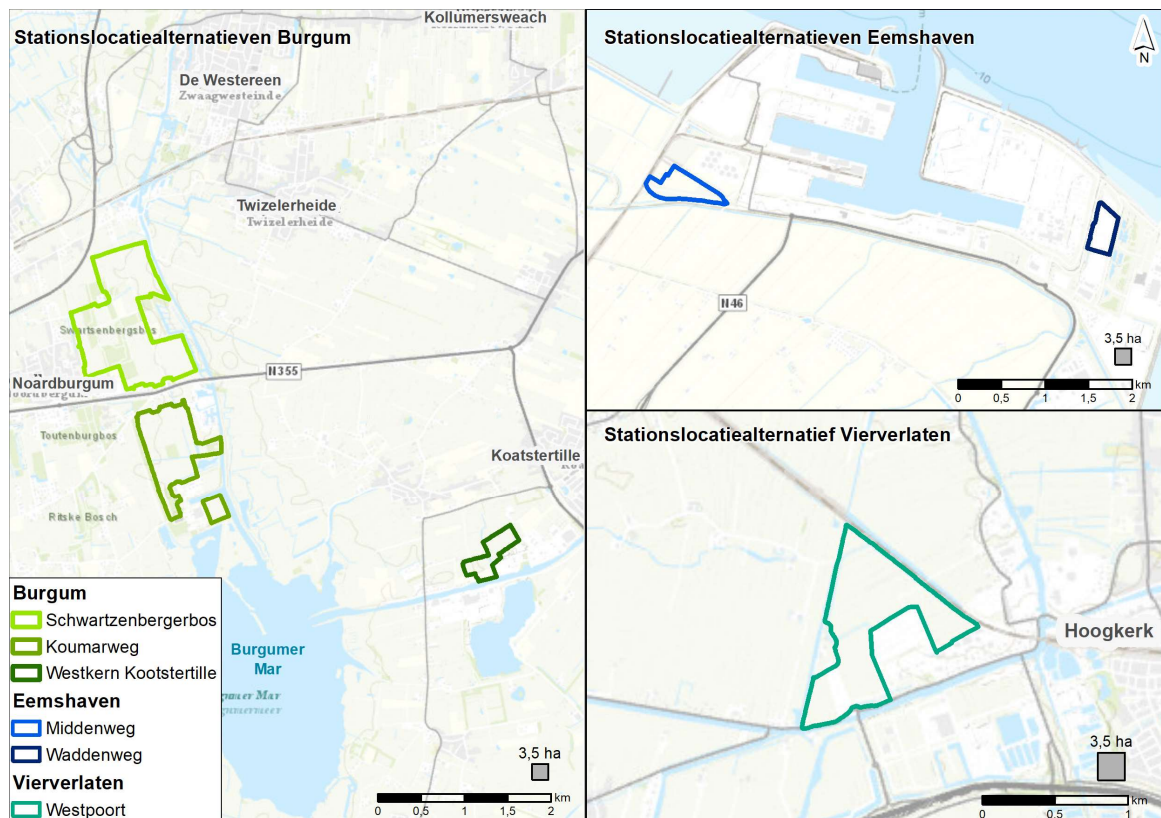 Stationslocatiealternatieven Burgum
Kollumersweach
De Westereen
Zwaagwesteinde
Twizelerheide
Twizelerheide
Swartsenbergsbos
N355
Noardburgum
Toutenburgbos
Koatstertille
Ritske Bosch
Burgumer
Mar
Burgum
Schwartzenbergerbos
Koumarweg
Westkern Kootstertille
Eemshaven
Middenweg
Waddenweg
Vierverlaten
Westpoort
3,5 ha
km
0 0,5 1 1,5 2
Stationslocatiealternatieven Eemshaven
N
-10
N46
3,5 ha
km
0 0,5 1 1,5 2
Stationslocatiealternatief Vierverlaten
Hoogkerk
3,5 ha
km
0 0,5 1